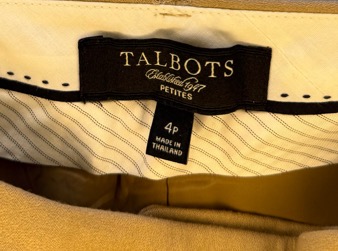 TALBOTS
Established 1947
PETITES
4P
MADE IN
THAILAND